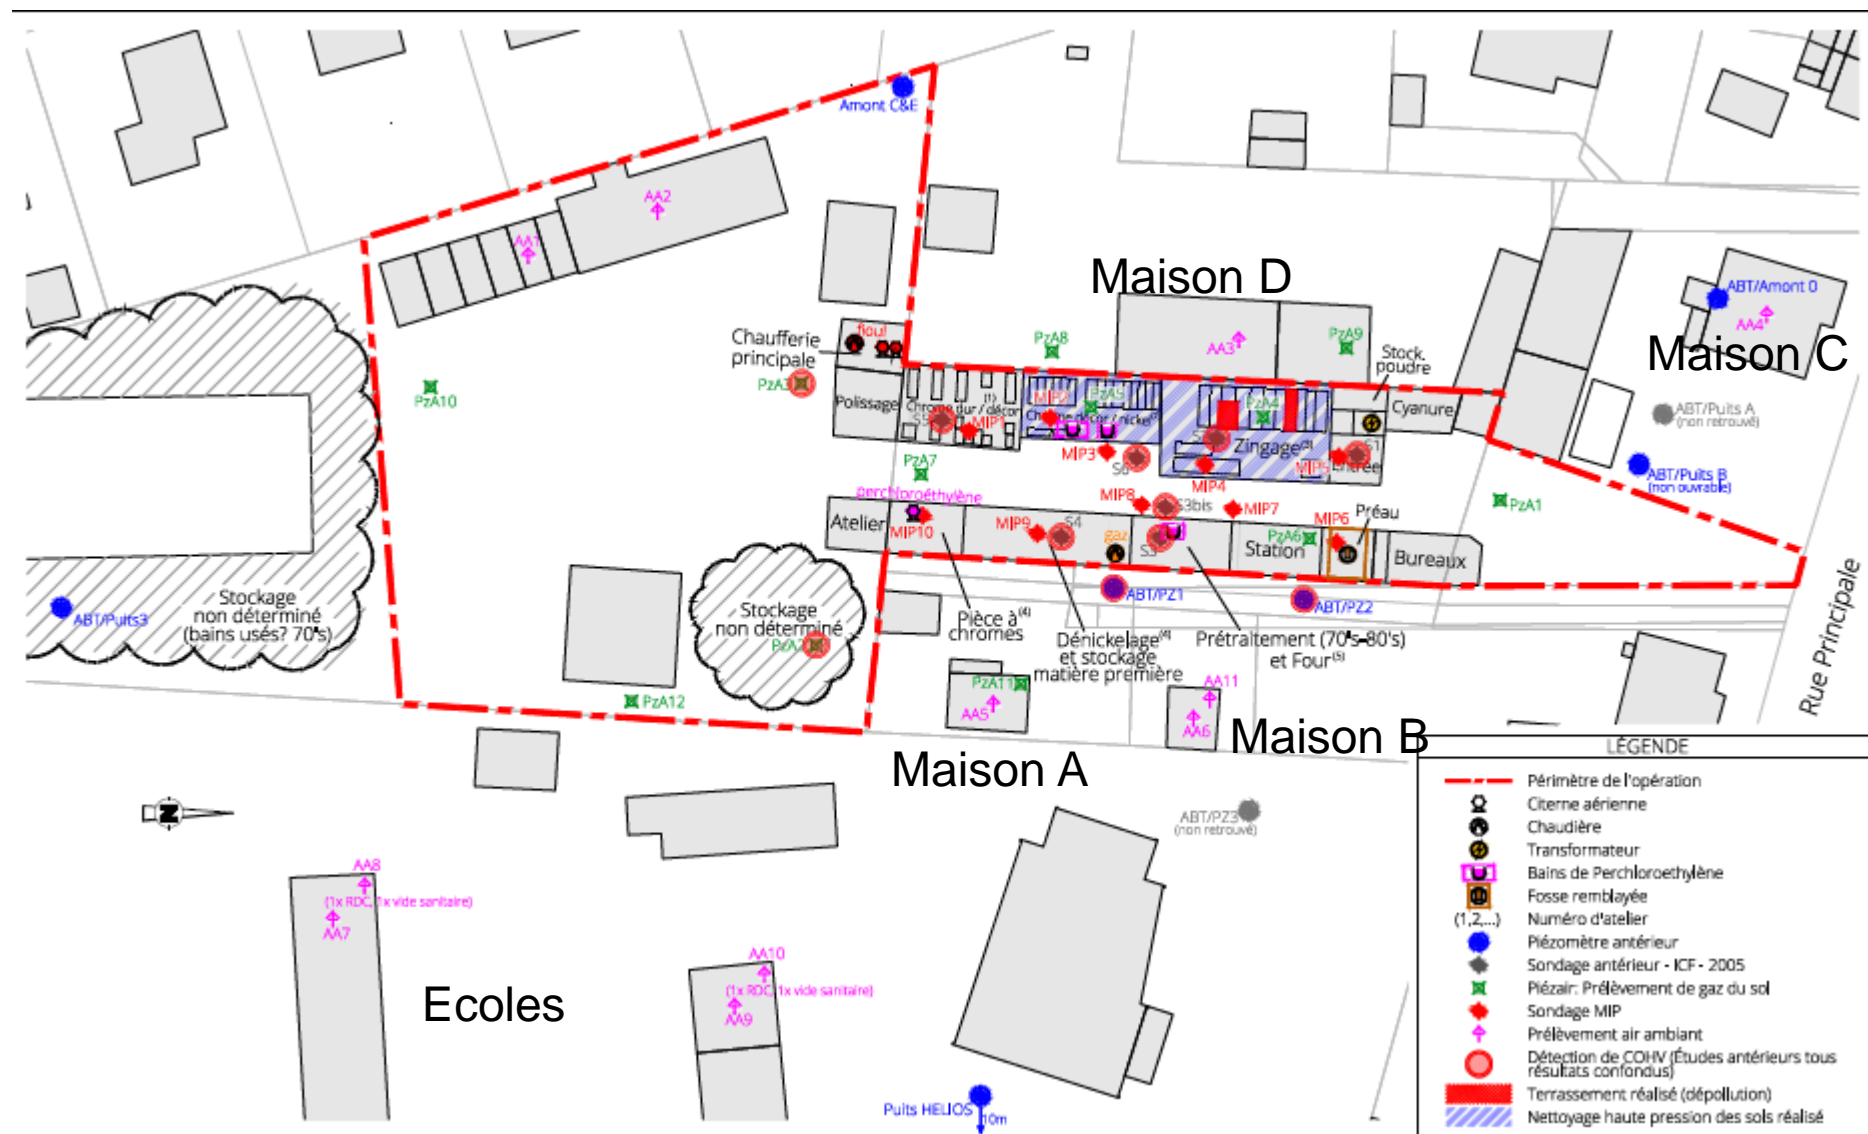 Amont C&E
AA2
AA1
Maison D
ABT/Amont 0
AA4
Maison C
Chaufferie
principale
fioul
PzA8
AA3
PzA9
Stock.
poudre
PzA3
PzA10
Polissage
(1)
Chrome dur / décor
MIP1
MIP2
PzA5
PzA4
Cyanure
ABT/Puits A
(non retrouvé)
Zingage(3)
MIP3
S6
MIP4
MIP5
S1
Entrée
ABT/Puits B
(non ouvrable)
PzA7
perchloroéthylène
MIP8
S3bis
MIP7
PzA1
Atelier
MIP10
MIP9
S4
gaz
S3
Station
PzA6
MIP6
Préau
Bureaux
ABT/PZ1
ABT/PZ2
Rue Principale
Stockage
non déterminé
(bains usés? 70's)
ABT/Puits3
Stockage
non déterminé
PzA2
Pièce à(4)
chromes
Dénickelage(4)
et stockage
matière première
Prétraitement (70's-80's)
et Four(5)
PzA12
PzA11
AA5
AA11
AA6
Maison B
Maison A
N
ABT/PZ3
(non retrouvé)
AA8
(1x RDC, 1x vide sanitaire)
AA7
AA10
(1x RDC, 1x vide sanitaire)
AA9
Ecoles
Puits HELIOS
10m
LÉGENDE
Périmètre de l'opération
Citerne aérienne
Chaudière
Transformateur
Bains de Perchloroethylène
Fosse remblayée
(1,2,...) Numéro d'atelier
Piézomètre antérieur
Sondage antérieur - ICF - 2005
Piézair: Prélèvement de gaz du sol
Sondage MIP
Prélèvement air ambiant
Détection de COHV (Études antérieurs tous
résultats confondus)
Terrassement réalisé (dépollution)
Nettoyage haute pression des sols réalisé